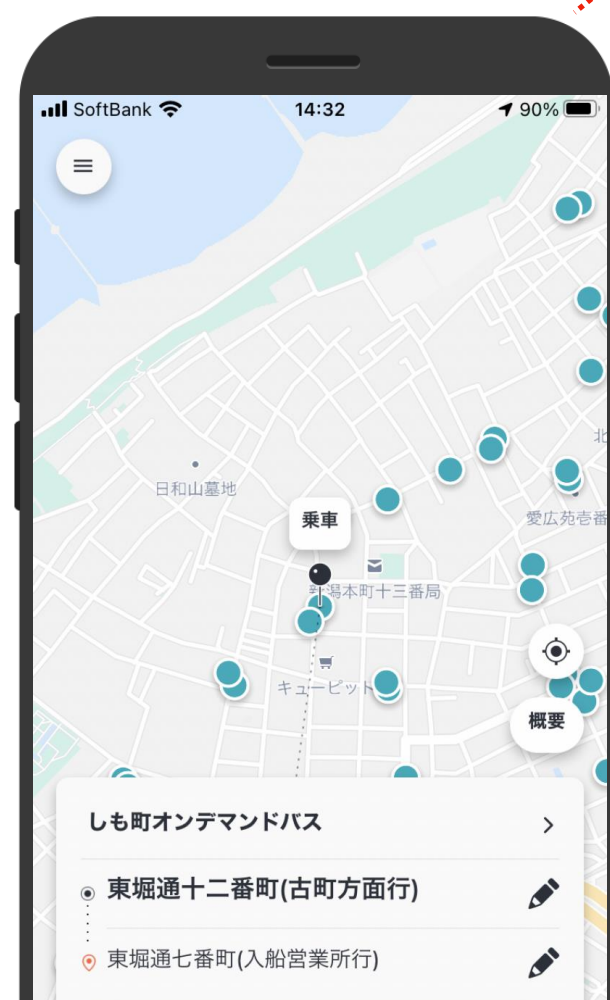 SoftBank
14:32
90%
日和山墓地
乗車
愛広苑壱番
北
新潟本町十三番局
キューピット
概要
しも町オンデマンドバス
東堀通十二番町(古町方面行)
東堀通七番町(入船営業所行)